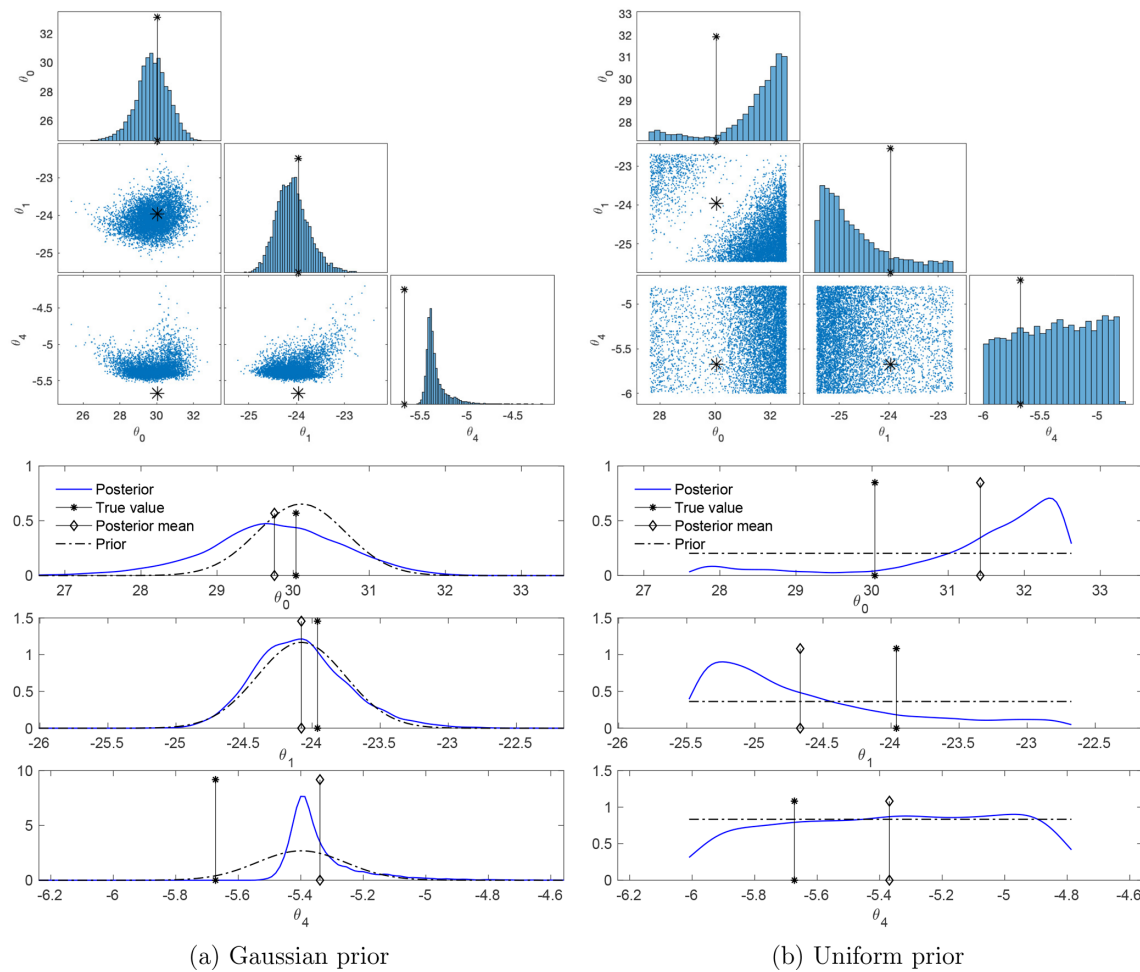 32
30
28
26
θ0
33
32
31
30
29
28
θ0
-23
-24
-25
θ1
-23
-24
-25
θ1
-4.5
-5
-5.5
θ4
-5
-5.5
-6
θ4
26 28 30 32
-25 -24 -23
-5.5 -5 -4.5
28 30 32
-25 -24 -23
-6 -5.5 -5
θ0 θ1 θ4
θ0 θ1 θ4
1
0.5
0
Posterior
True value
Posterior mean
Prior
27 28 29 30 31 32 33
θ0
1
0.5
0
Posterior
True value
Posterior mean
Prior
27 28 29 30 31 32 33
θ0
1.5
1
0.5
0
-26 -25.5 -25 -24.5 -24 -23.5 -23 -22.5
θ1
1.5
1
0.5
0
-26 -25.5 -25 -24.5 -24 -23.5 -23 -22.5
θ1
10
5
0
-6 -5.8 -5.6 -5.4 -5.2 -5 -4.8 -4.6
θ4
1.5
1
0.5
0
-6.2 -6 -5.8 -5.6 -5.4 -5.2 -5 -4.8 -4.6
θ4
(a) Gaussian prior
(b) Uniform prior